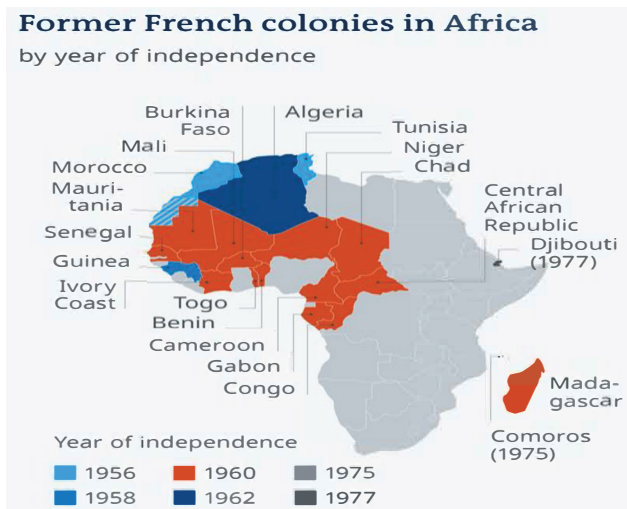 Former French colonies in Africa
by year of independence
Burkina
Faso
Algeria
Mali
Tunisia
Morocco
Niger
Chad
Mauri-
tania
Central
African
Republic
Senegal
Djibouti
(1977)
Guinea
Ivory
Coast
Togo
Benin
Cameroon
Gabon
Congo
Mada-
gascar
Comoros
(1975)
Year of independence
1956 1960 1975
1958 1962 1977